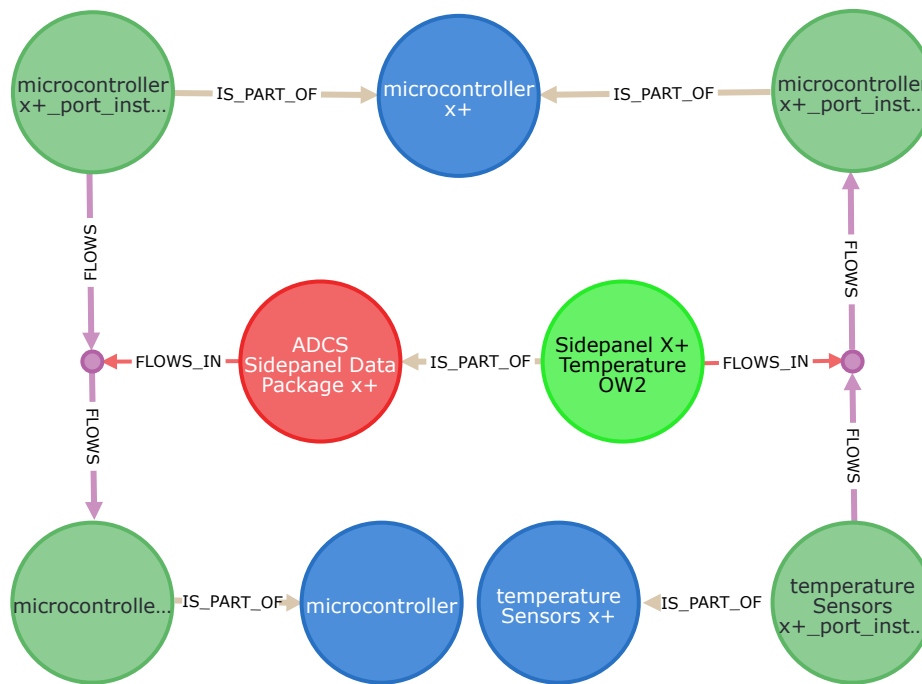 microcontroller
x+_port_inst...
IS_PART_OF
microcontroller
x+
IS_PART_OF
microcontroller
x+_port_inst...
FLOWS
FLOWS
FLOWS_IN
ADCS
Sidepanel Data
Package x+
IS_PART_OF
Sidepanel X+
Temperature
OW2
FLOWS_IN
FLOWS
FLOWS
microcontrolle...
IS_PART_OF
microcontroller
temperature
Sensors x+
IS_PART_OF
temperature
Sensors
x+_port_inst...